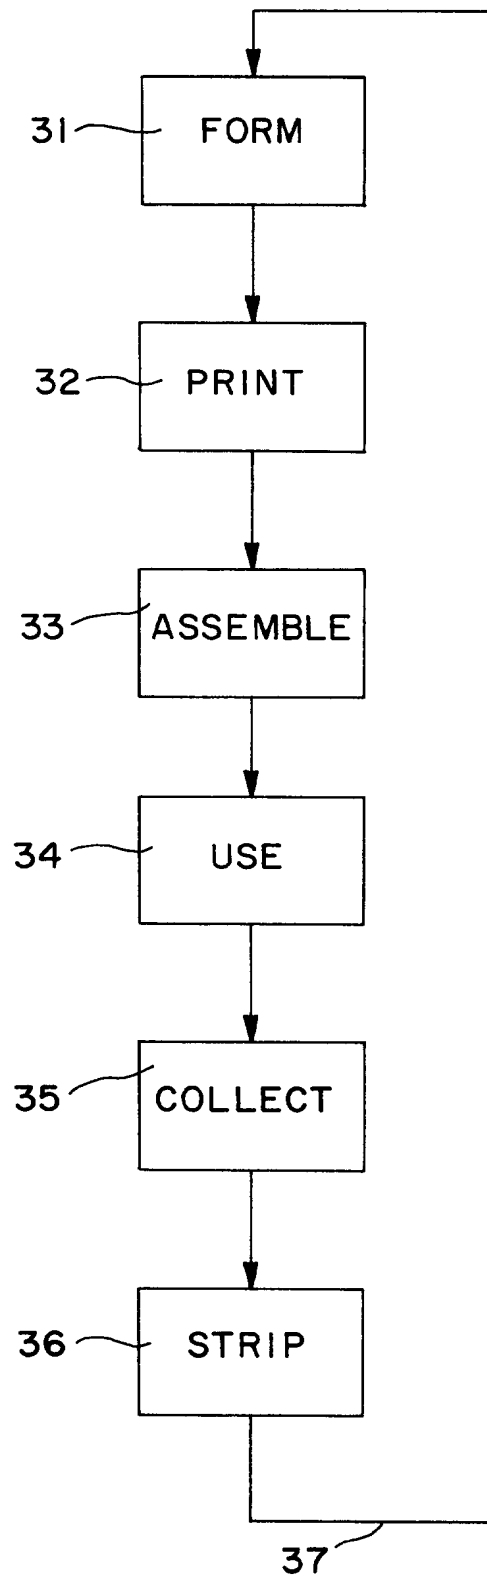 31 FORM
32 PRINT
33 ASSEMBLE
34 USE
35 COLLECT
36 STRIP
37